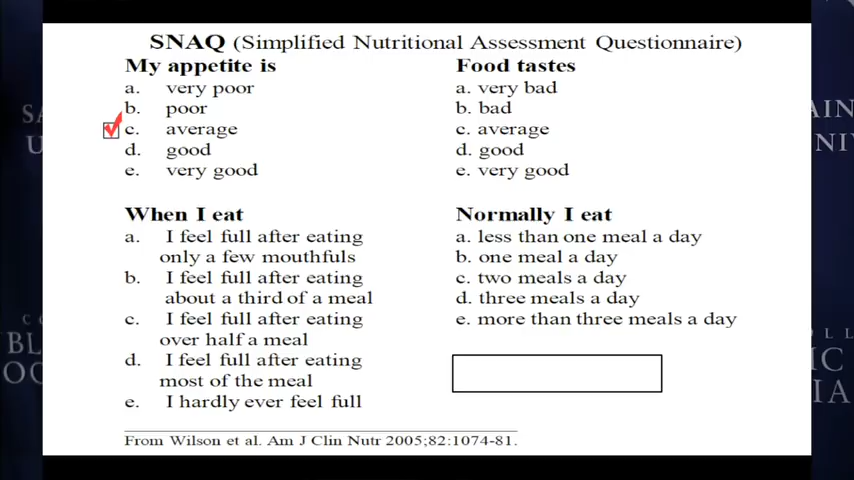 SNAQ (Simplified Nutritional Assessment Questionnaire)
My appetite is
a. very poor
b. poor
c. average
d. good
e. very good
Food tastes
a. very bad
b. bad
c. average
d. good
e. very good
When I eat
a. I feel full after eating
only a few mouthfuls
b. I feel full after eating
about a third of a meal
c. I feel full after eating
over half a meal
d. I feel full after eating
most of the meal
e. I hardly ever feel full
Normally I eat
a. less than one meal a day
b. one meal a day
c. two meals a day
d. three meals a day
e. more than three meals a day
From Wilson et al. Am J Clin Nutr 2005;82:1074-81.